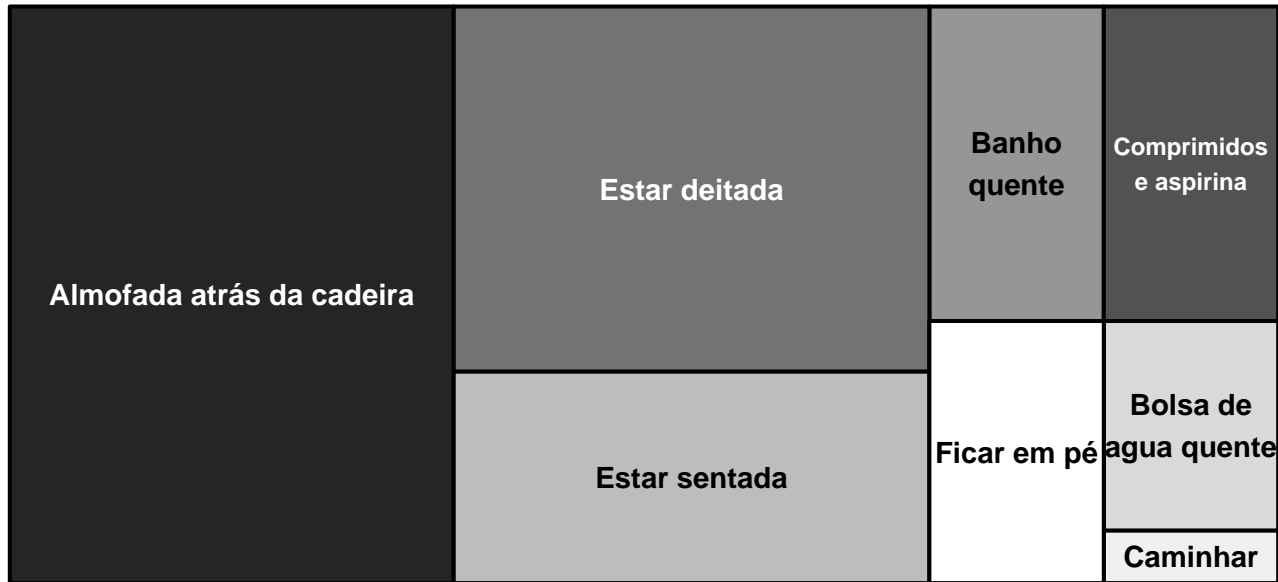 Almofada atrás da cadeira
Estar deitada
Estar sentada
Banho
quente
Comprimidos
e aspirina
Ficar em pé
Bolsa de
agua quente
Caminhar